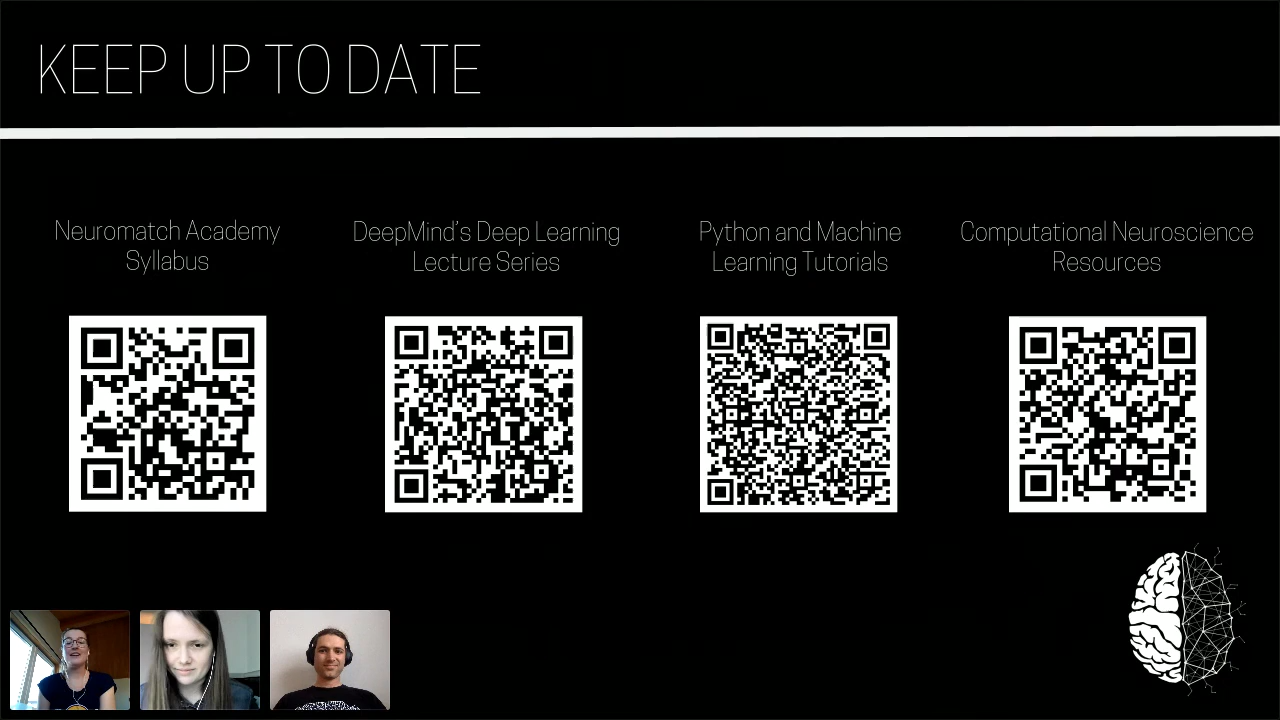 KEEP UP TO DATE
Neuromatch Academy
Syllabus
DeepMind's Deep Learning
Lecture Series
Python and Machine
Learning Tutorials
Computational Neuroscience
Resources